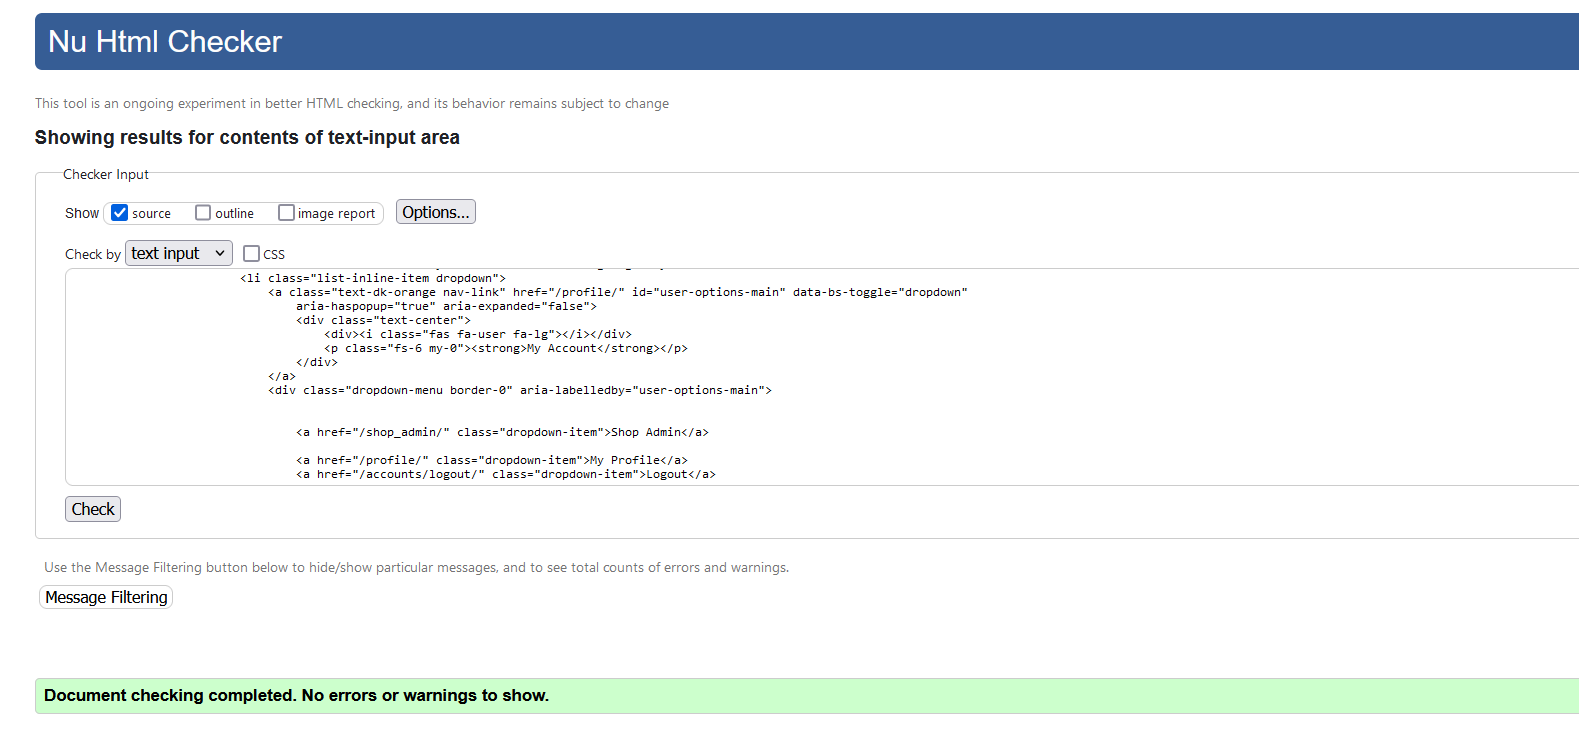 Nu Html Checker
This tool is an ongoing experiment in better HTML checking, and its behavior remains subject to change
Showing results for contents of text-input area
Checker Input
Show source outline image report Options...
Check by text input CSS
<li class="list-inline-item dropdown">
<a class="text-dk-orange nav-link" href="/profile/" id="user-options-main" data-bs-toggle="dropdown"
aria-haspopup="true" aria-expanded="false">
<div class="text-center">
<div><i class="fas fa-user fa-lg"></i></div>
<p class="fs-6 my-0"><strong>My Account</strong></p>
</div>
</a>
<div class="dropdown-menu border-0" aria-labelledby="user-options-main">
<a href="/shop_admin/" class="dropdown-item">Shop Admin</a>
<a href="/profile/" class="dropdown-item">My Profile</a>
<a href="/accounts/logout/" class="dropdown-item">Logout</a>
Check
Use the Message Filtering button below to hide/show particular messages, and to see total counts of errors and warnings.
Message Filtering
Document checking completed. No errors or warnings to show.